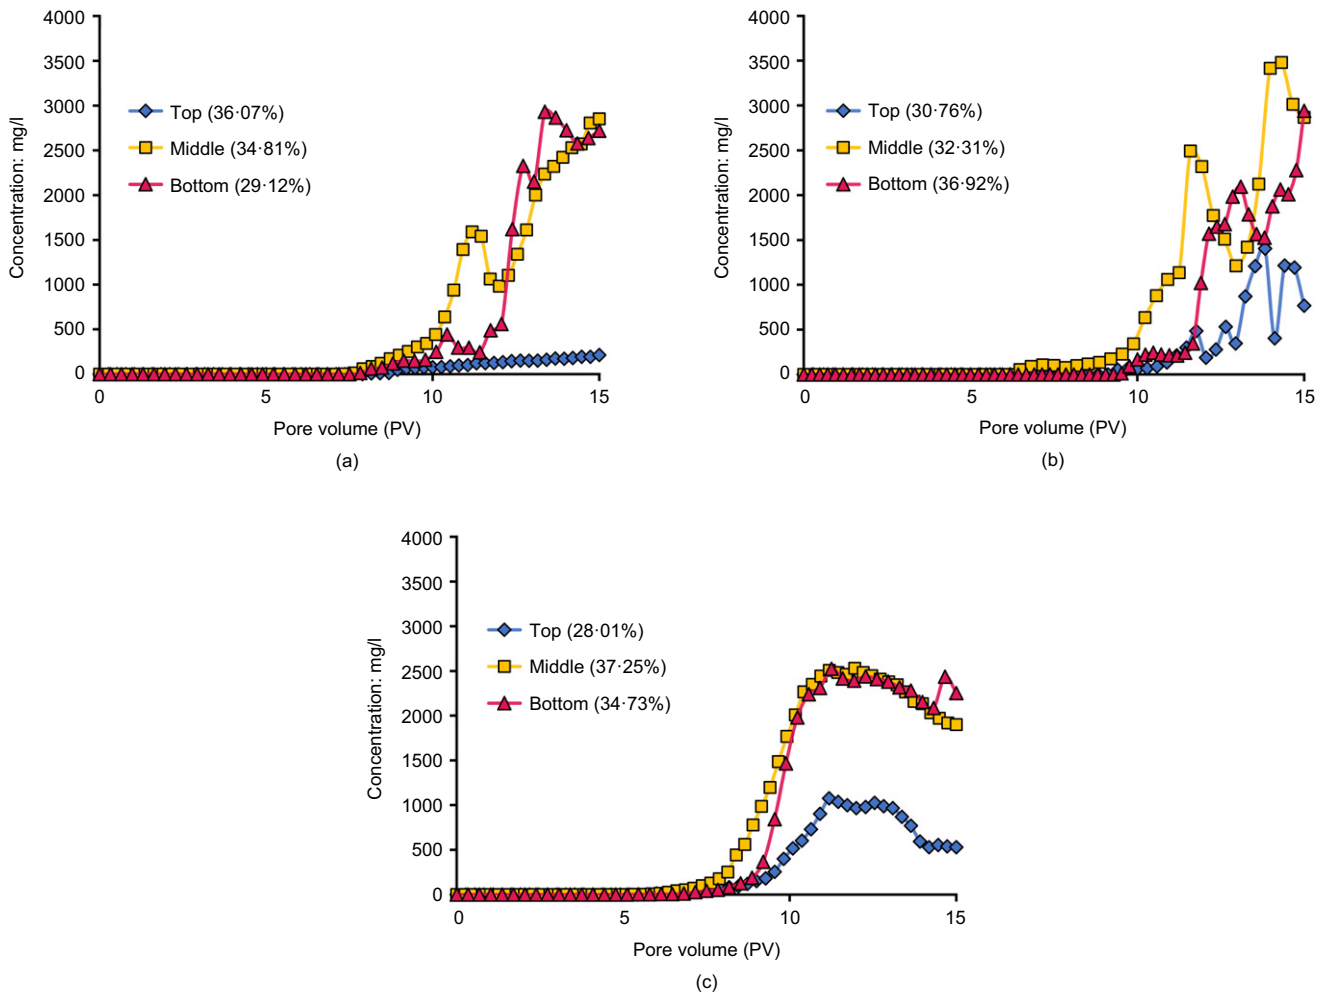 4000
3500
3000
2500
2000
1500
1000
500
0
Concentration: mg/l
Top (36·07%)
Middle (34·81%)
Bottom (29·12%)
0 5 10 15
Pore volume (PV)
(a)
4000
3500
3000
2500
2000
1500
1000
500
0
Concentration: mg/l
Top (30·76%)
Middle (32·31%)
Bottom (36·92%)
0 5 10 15
Pore volume (PV)
(b)
4000
3500
3000
2500
2000
1500
1000
500
0
Concentration: mg/l
Top (28·01%)
Middle (37·25%)
Bottom (34·73%)
0 5 10 15
Pore volume (PV)
(c)